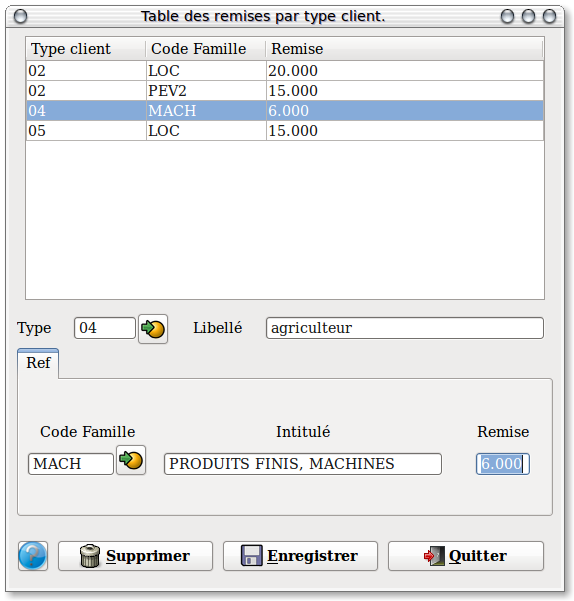 Table des remises par type client.
Type client Code Famille Remise
02 LOC 20.000
02 PEV2 15.000
04 MACH 6.000
05 LOC 15.000
Type 04 Libellé agriculteur
Ref
Code Famille Intitulé Remise
MACH PRODUITS FINIS, MACHINES 6.000
? Supprimer Enregistrer Quitter